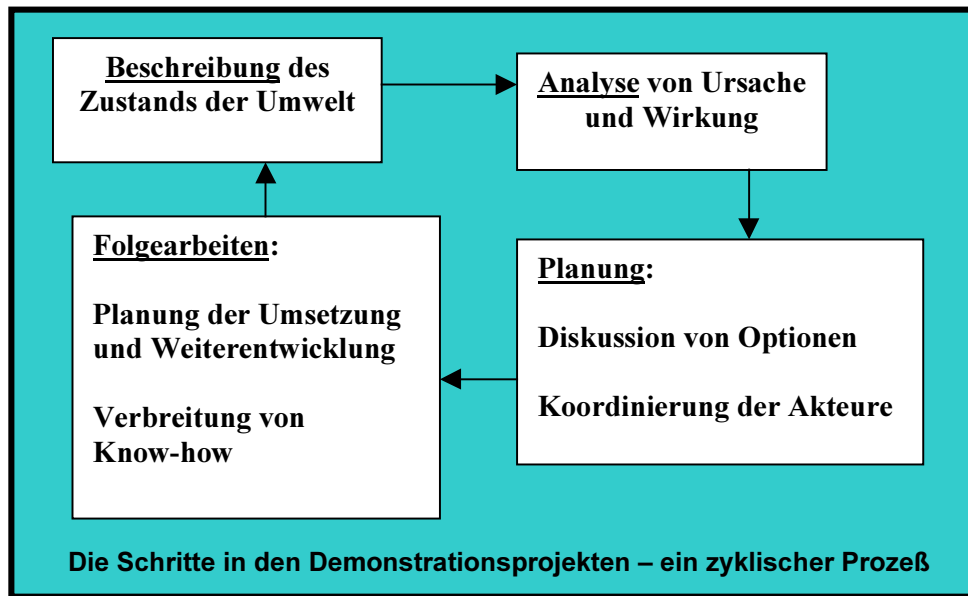 Beschreibung des
Zustands der Umwelt
Analyse von Ursache
und Wirkung
Planung:
Diskussion von Optionen
Koordinierung der Akteure
Folgearbeiten:
Planung der Umsetzung
und Weiterentwicklung
Verbreitung von
Know-how
Die Schritte in den Demonstrationsprojekten – ein zyklischer Prozeß